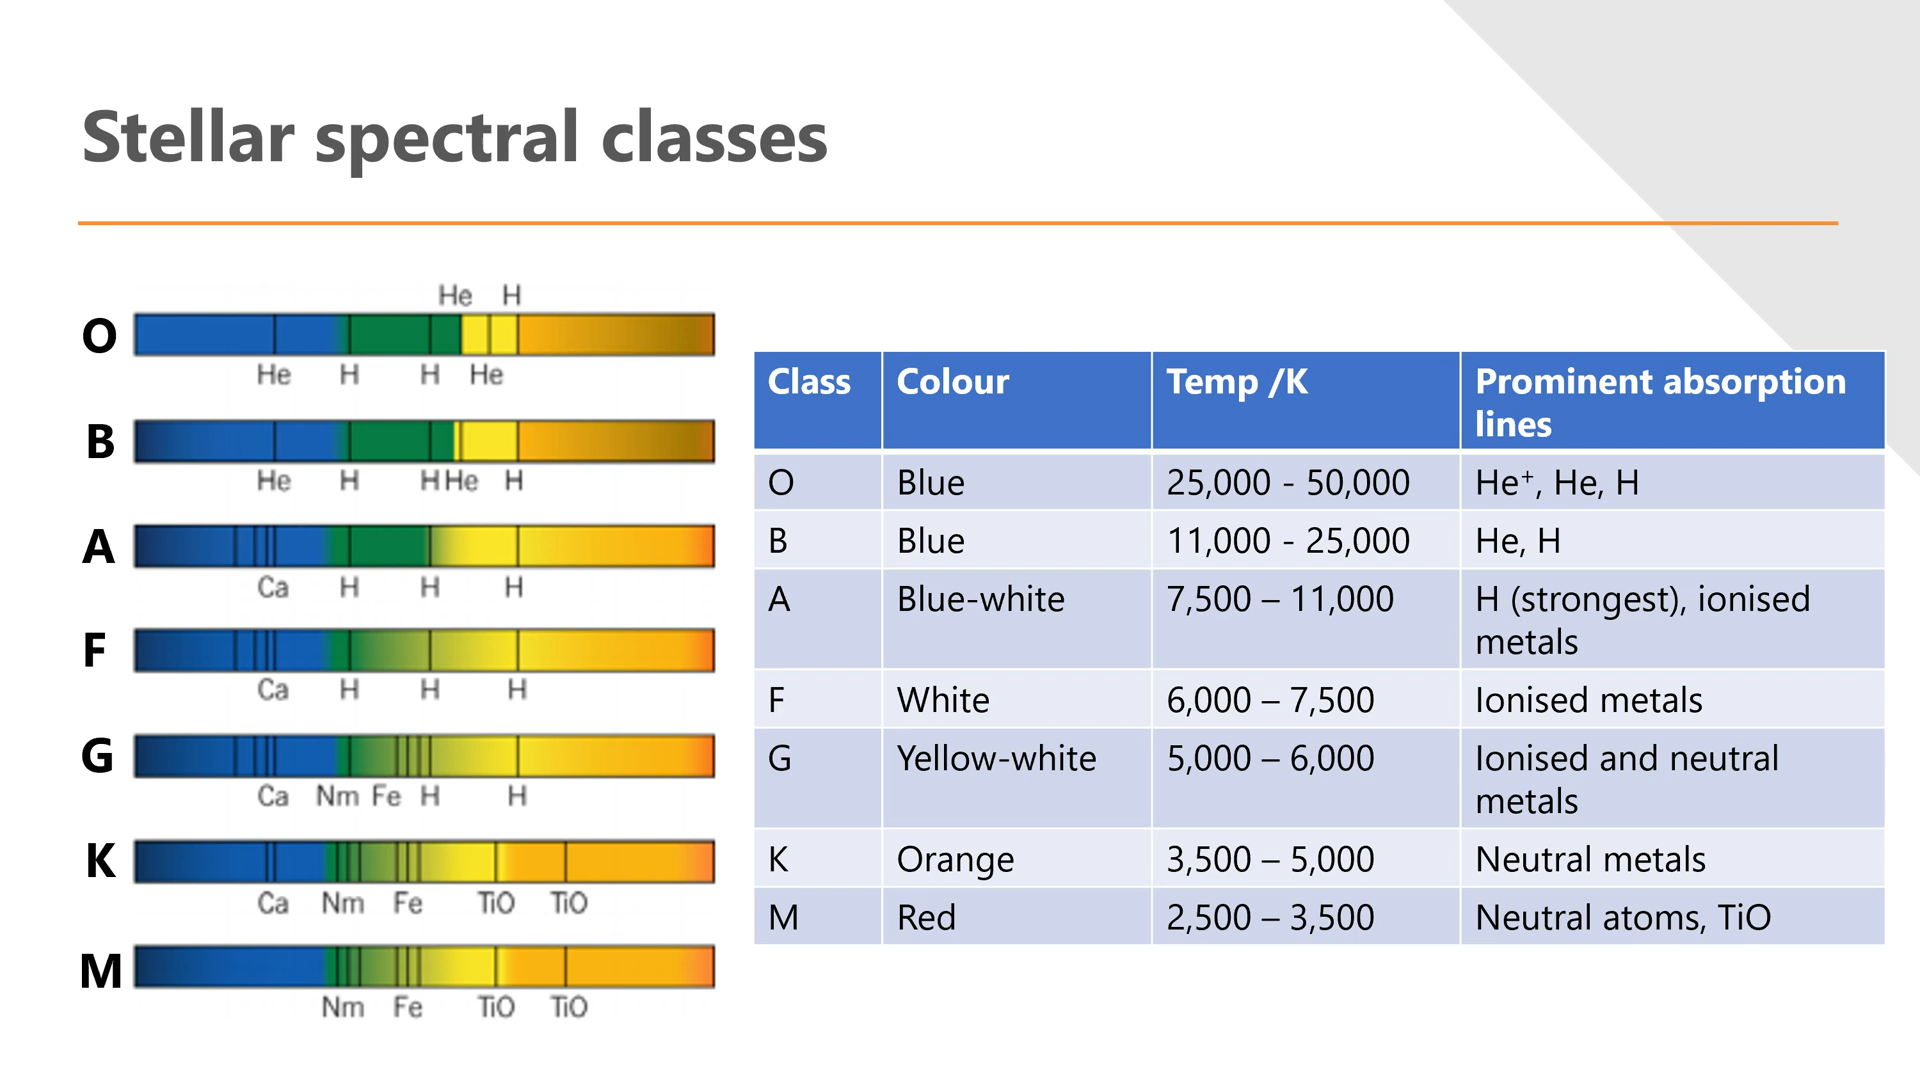 Stellar spectral classes
He H
O
He H H He
B
He H H He H
A
Ca H H H
F
Ca H H H
G
Ca Nm Fe H H
K
Ca Nm Fe TiO TiO
M
Nm Fe TiO TiO
Class Colour Temp /K Prominent absorption
lines
O Blue 25,000 - 50,000 He⁺, He, H
B Blue 11,000 - 25,000 He, H
A Blue-white 7,500 – 11,000 H (strongest), ionised
metals
F White 6,000 – 7,500 Ionised metals
G Yellow-white 5,000 – 6,000 Ionised and neutral
metals
K Orange 3,500 – 5,000 Neutral metals
M Red 2,500 – 3,500 Neutral atoms, TiO